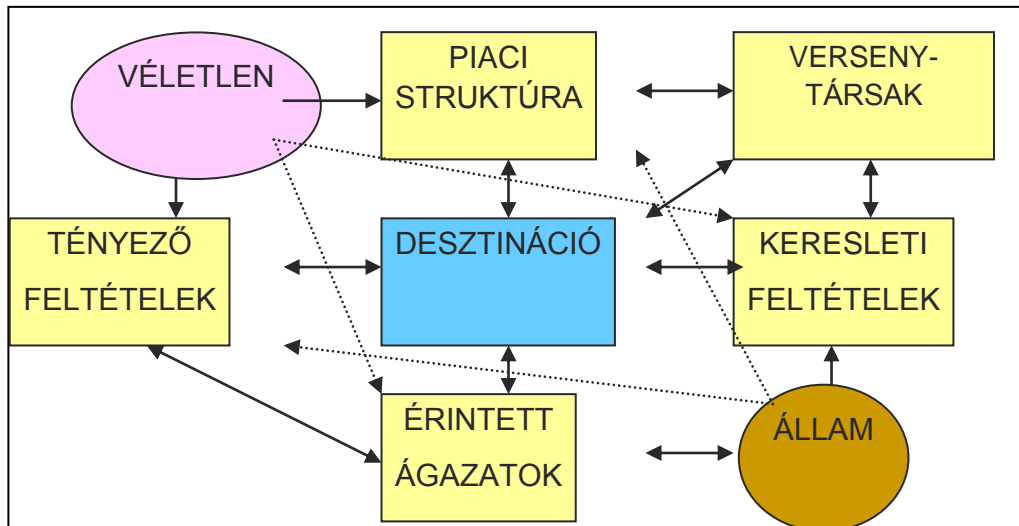 VÉLETLEN
PIACI
STRUKTÚRA
VERSENY-
TÁRSAK
TÉNYEZŐ
FELTÉTELEK
DESZTINÁCIÓ
KERESLETI
FELTÉTELEK
ÉRINTETT
ÁGAZATOK
ÁLLAM